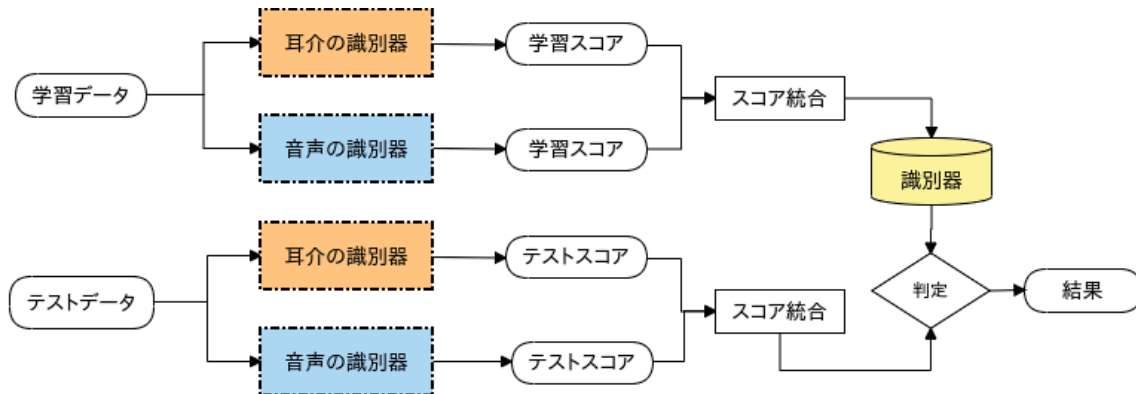 耳介の識別器
学習スコア
学習データ
スコア統合
音声の識別器
学習スコア
識別器
耳介の識別器
テストスコア
テストデータ
スコア統合
判定
結果
音声の識別器
テストスコア